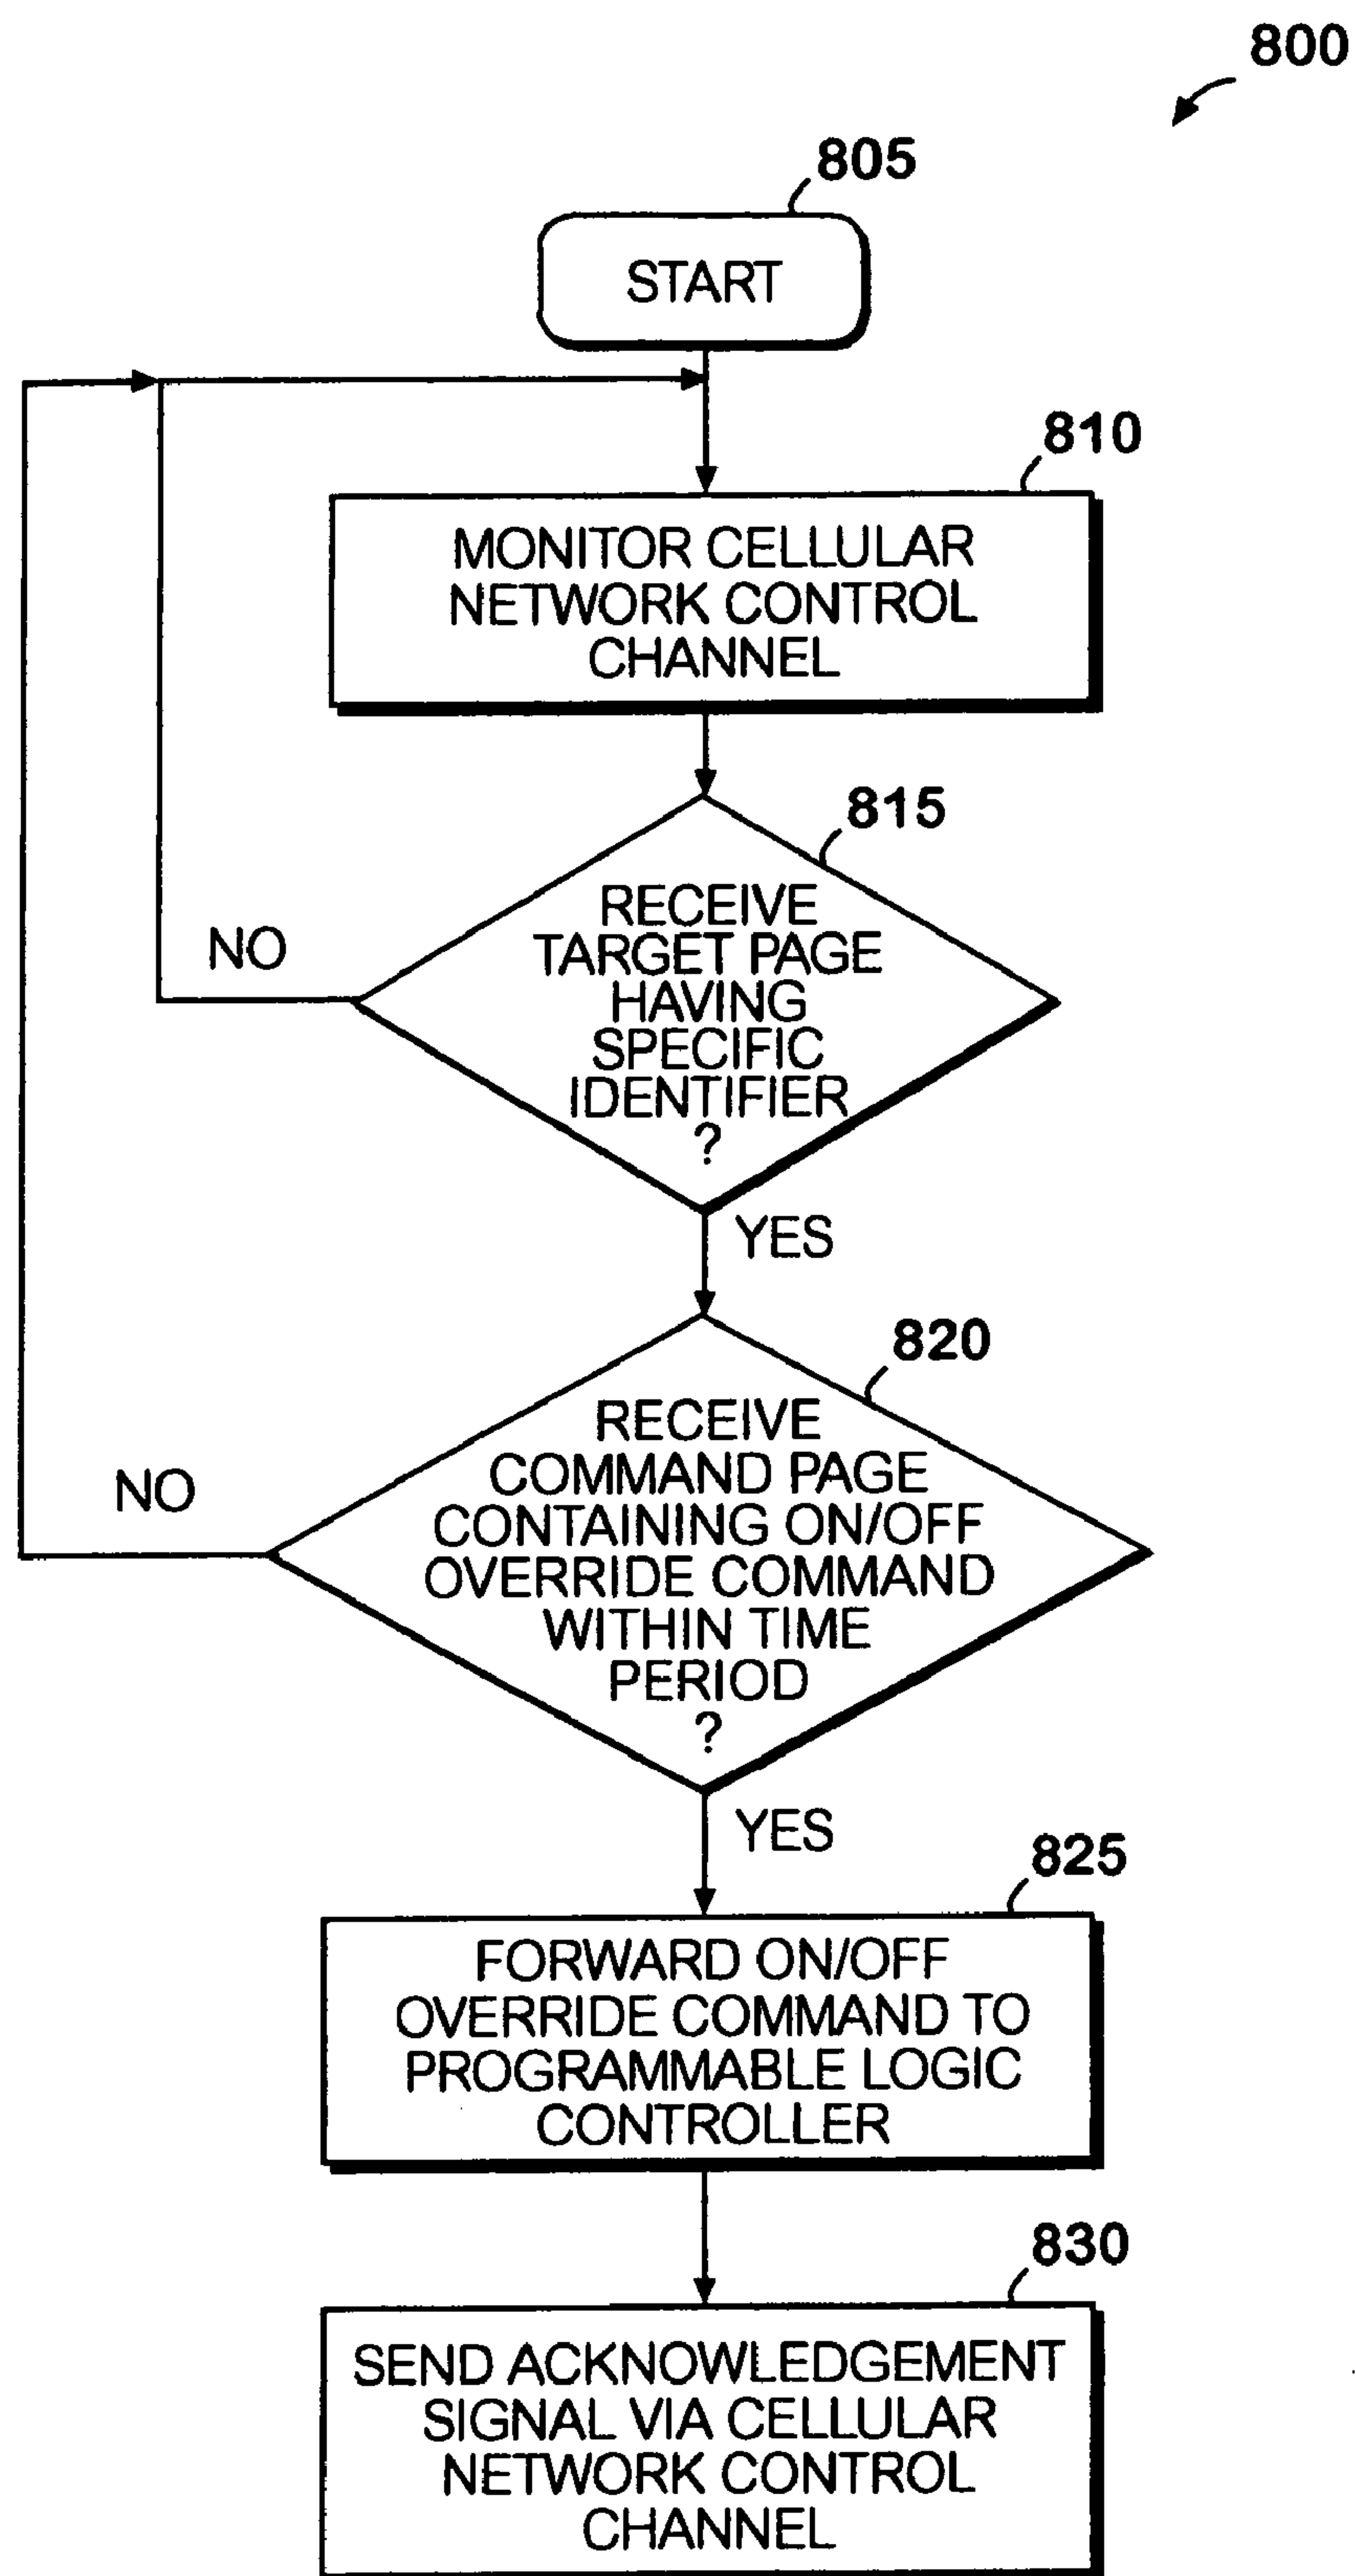 800
805
START
810
MONITOR CELLULAR
NETWORK CONTROL
CHANNEL
815
RECEIVE
TARGET PAGE
HAVING
SPECIFIC
IDENTIFIER
?
NO
YES
820
RECEIVE
COMMAND PAGE
CONTAINING ON/OFF
OVERRIDE COMMAND
WITHIN TIME
PERIOD
?
NO
YES
825
FORWARD ON/OFF
OVERRIDE COMMAND TO
PROGRAMMABLE LOGIC
CONTROLLER
830
SEND ACKNOWLEDGEMENT
SIGNAL VIA CELLULAR
NETWORK CONTROL
CHANNEL